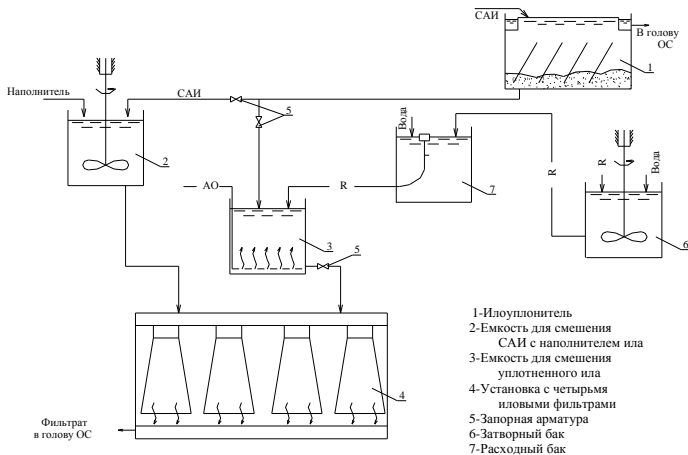 САИ
В голову
ОС
1
Наполнитель
САИ
5
Вода
2
АО
R
7
R
R
Вода
3
5
6
4
Фильтрат
в голову ОС
1-Илоуплонитель
2-Емкость для смешения
САИ с наполнителем ила
3-Емкость для смешения
уплотненного ила
4-Установка с четырьмя
иловыми фильтрами
5-Запорная арматура
6-Затворный бак
7-Расходный бак